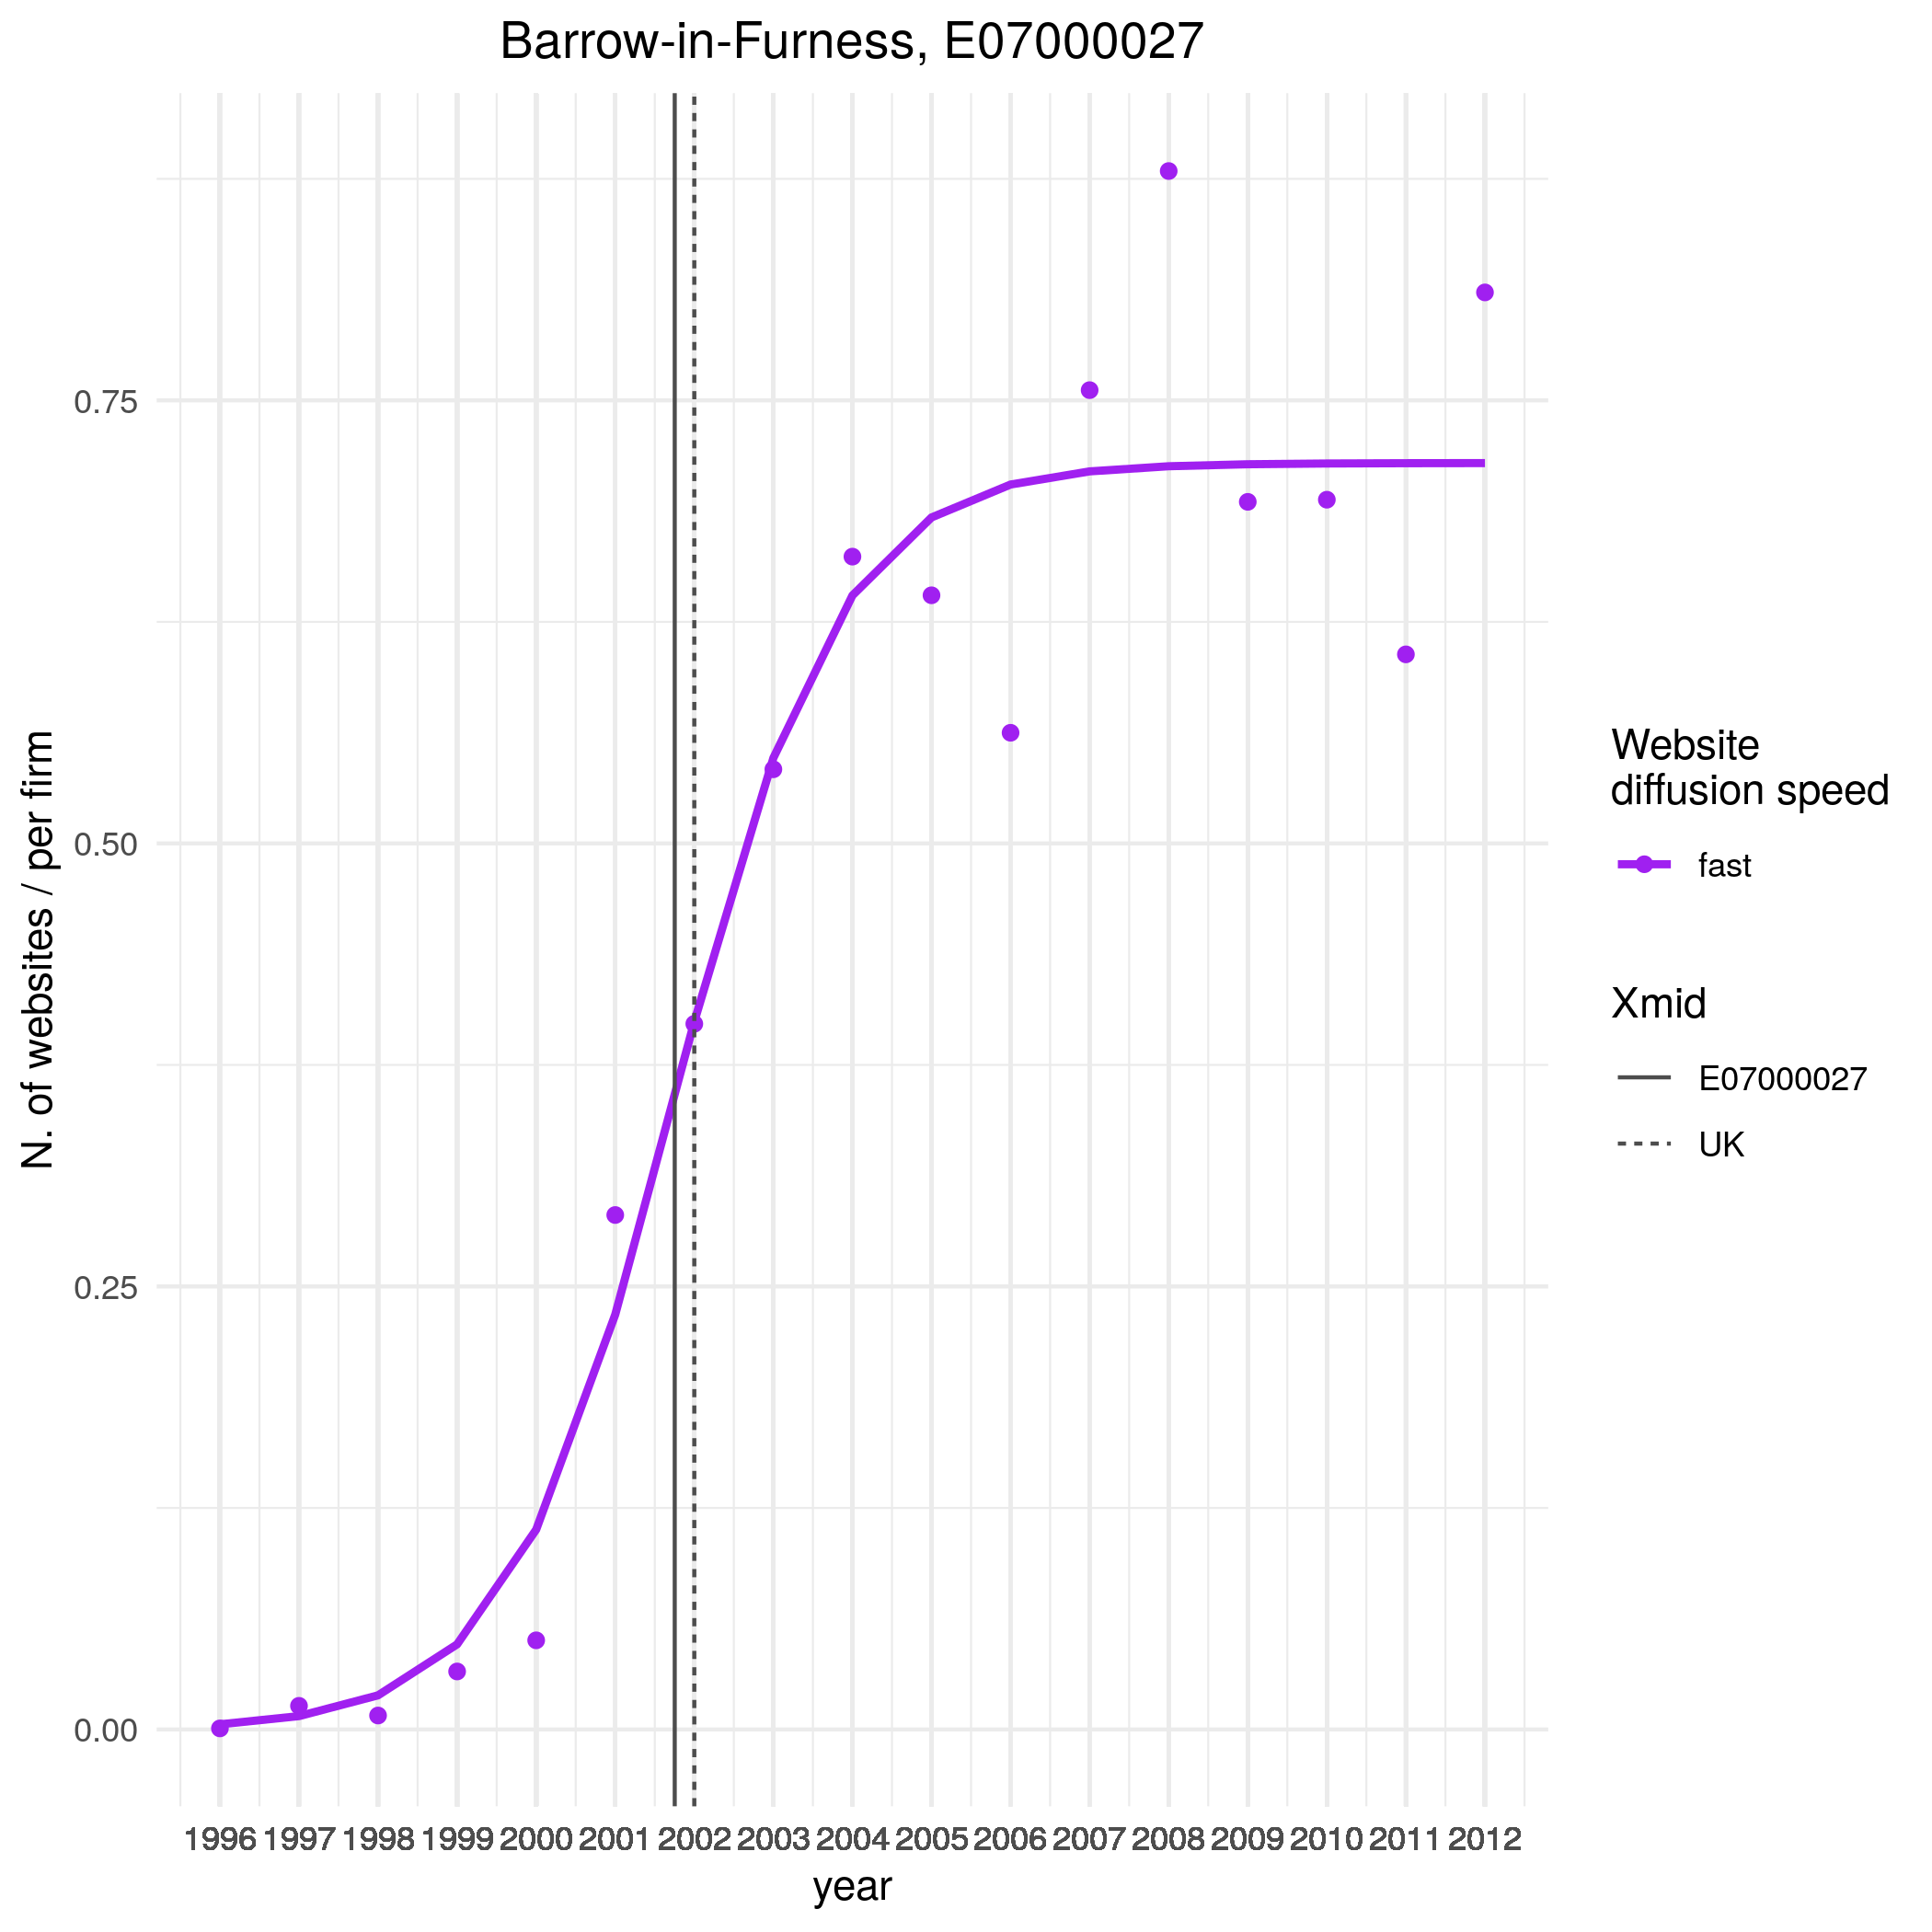 Barrow-in-Furness, E07000027
N. of websites / per firm
0.75
0.50
0.25
0.00
1996 1997 1998 1999 2000 2001 2002 2003 2004 2005 2006 2007 2008 2009 2010 2011 2012
year
Website
diffusion speed
fast
Xmid
E07000027
UK